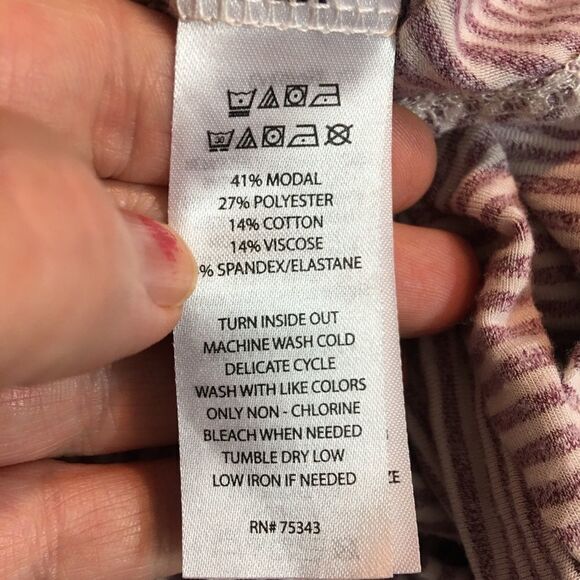 41% MODAL
27% POLYESTER
14% COTTON
14% VISCOSE
% SPANDEX/ELASTANE
TURN INSIDE OUT
MACHINE WASH COLD
DELICATE CYCLE
WASH WITH LIKE COLORS
ONLY NON - CHLORINE
BLEACH WHEN NEEDED
TUMBLE DRY LOW
LOW IRON IF NEEDED
RN# 75343